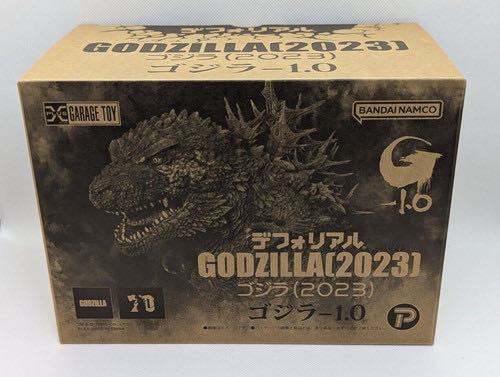 デフォリアル
GODZILLA(2023)
ゴジラ(2023)
ゴジラ-1.0
GARAGE TOY
BANDAI NAMCO
G
-1.0
デフォリアル
GODZILLA(2023)
ゴジラ(2023)
ゴジラ-1.0
GODZILLA
70
P